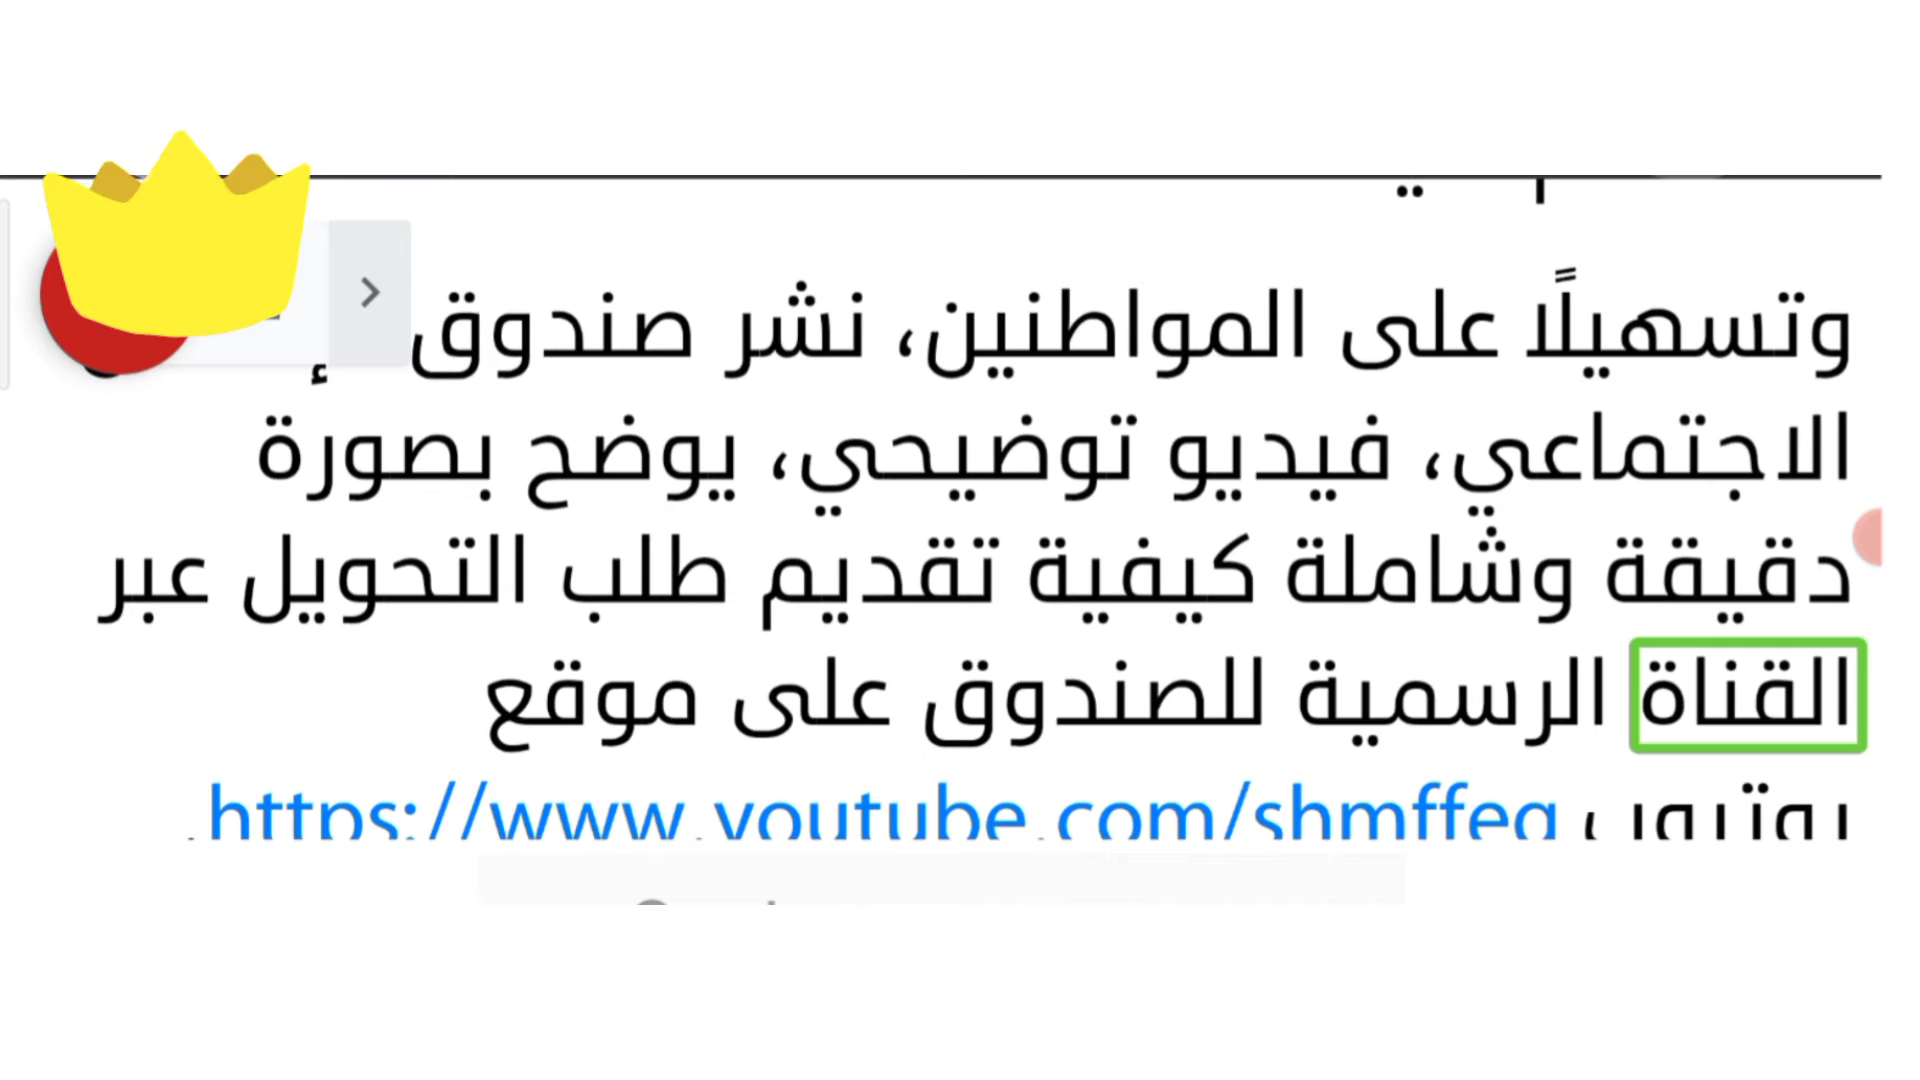 وتسهيلًا على المواطنين، نشر صندوق
الاجتماعي، فيديو توضيحي، يوضح بصورة
دقيقة وشاملة كيفية تقديم طلب التحويل عبر
القناة الرسمية للصندوق على موقع
يوتيوب https://www.youtube.com/shmffeg.